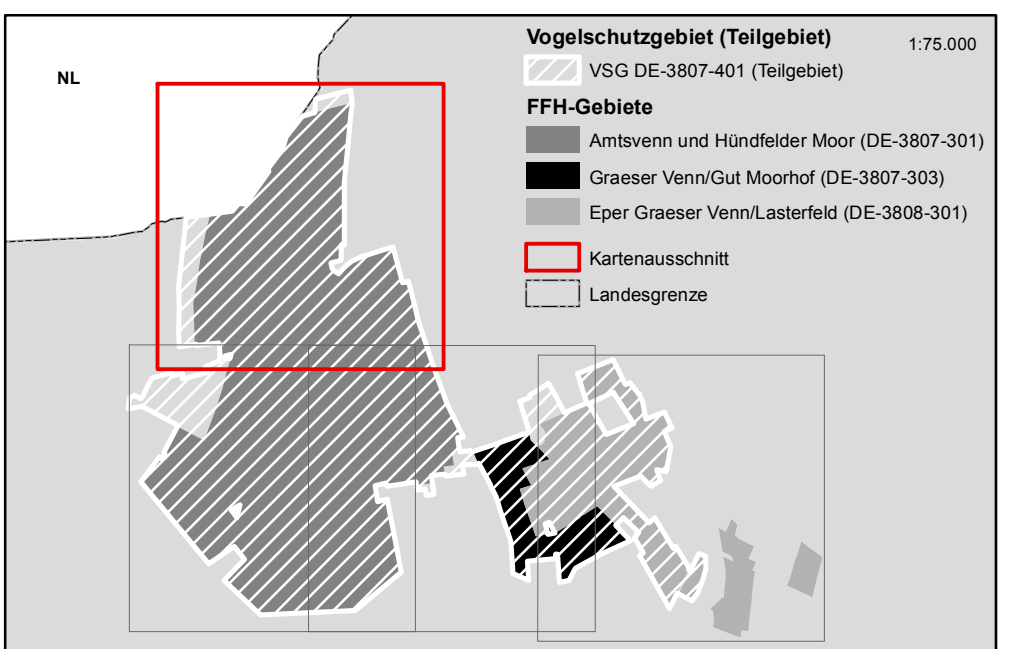 NL
Vogelschutzgebiet (Teilgebiet)
1:75.000
VSG DE-3807-401 (Teilgebiet)
FFH-Gebiete
Amtsvenn und Hündfelder Moor (DE-3807-301)
Graeser Venn/Gut Moorhof (DE-3807-303)
Eper Graeser Venn/Lasterfeld (DE-3808-301)
Kartenausschnitt
Landesgrenze